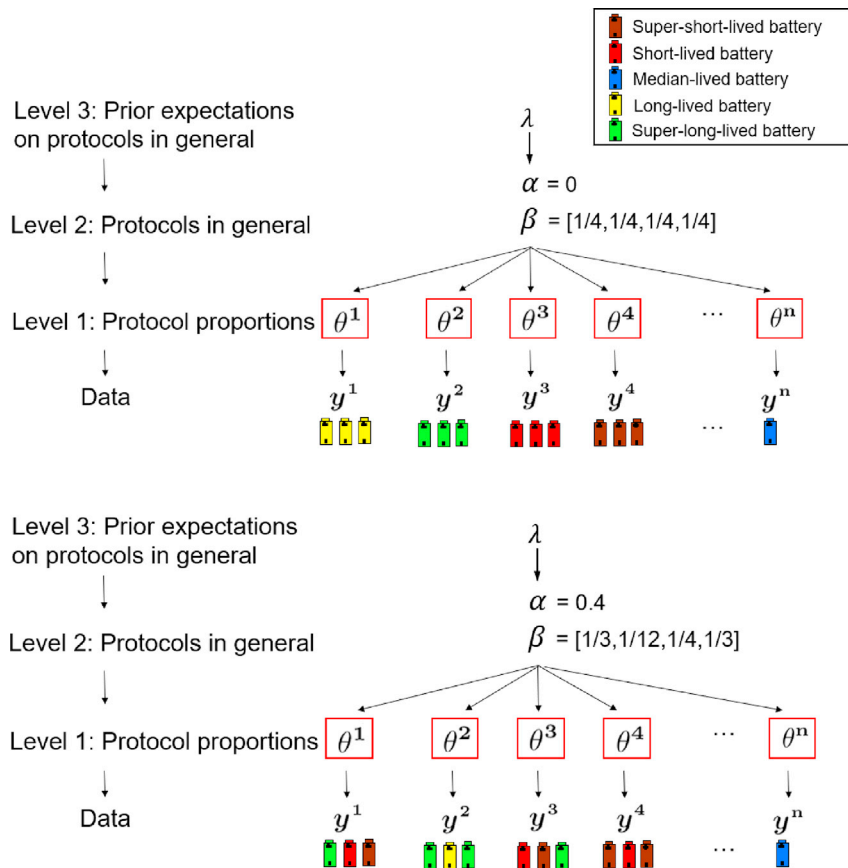 Super-short-lived battery
Short-lived battery
Median-lived battery
Long-lived battery
Super-long-lived battery
Level 3: Prior expectations
on protocols in general
λ
α = 0
Level 2: Protocols in general
β = [1/4,1/4,1/4,1/4]
Level 1: Protocol proportions
θ¹ θ² θ³ θ⁴ ... θⁿ
Data
y¹ y² y³ y⁴ yⁿ
...
Level 3: Prior expectations
on protocols in general
λ
α = 0.4
Level 2: Protocols in general
β = [1/3,1/12,1/4,1/3]
Level 1: Protocol proportions
θ¹ θ² θ³ θ⁴ ... θⁿ
Data
y¹ y² y³ y⁴ yⁿ
...